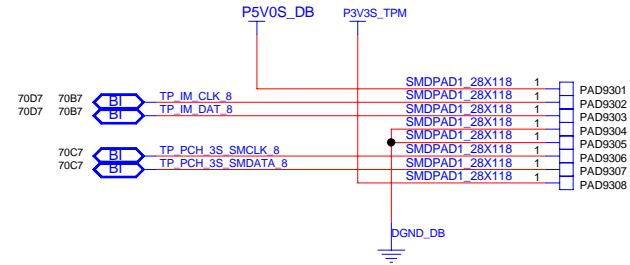 P5V0S_DB P3V3S_TPM
SMDPAD1_28X118 1 PAD9301
70D7 70B7 BI TP_IM_CLK_8 SMDPAD1_28X118 1 PAD9302
70D7 70B7 BI TP_IM_DAT_8 SMDPAD1_28X118 1 PAD9303
SMDPAD1_28X118 1 PAD9304
SMDPAD1_28X118 1 PAD9305
70C7 BI TP_PCH_3S_SMCLK_8 SMDPAD1_28X118 1 PAD9306
70C7 BI TP_PCH_3S_SMDATA_8 SMDPAD1_28X118 1 PAD9307
SMDPAD1_28X118 1 PAD9308
DGND_DB